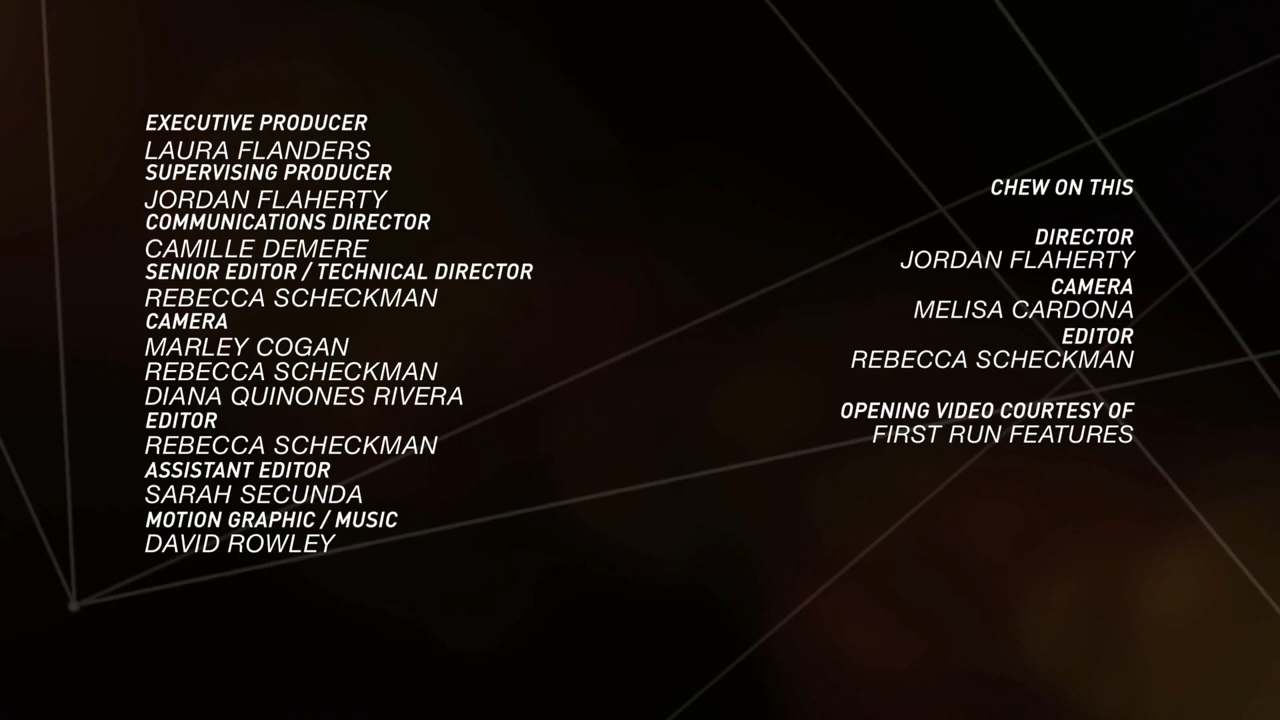 EXECUTIVE PRODUCER
LAURA FLANDERS
SUPERVISING PRODUCER
JORDAN FLAHERTY
COMMUNICATIONS DIRECTOR
CAMILLE DEMERE
SENIOR EDITOR / TECHNICAL DIRECTOR
REBECCA SCHECKMAN
CAMERA
MARLEY COGAN
REBECCA SCHECKMAN
DIANA QUINONES RIVERA
EDITOR
REBECCA SCHECKMAN
ASSISTANT EDITOR
SARAH SECUNDA
MOTION GRAPHIC / MUSIC
DAVID ROWLEY
CHEW ON THIS
DIRECTOR
JORDAN FLAHERTY
CAMERA
MELISA CARDONA
EDITOR
REBECCA SCHECKMAN
OPENING VIDEO COURTESY OF
FIRST RUN FEATURES